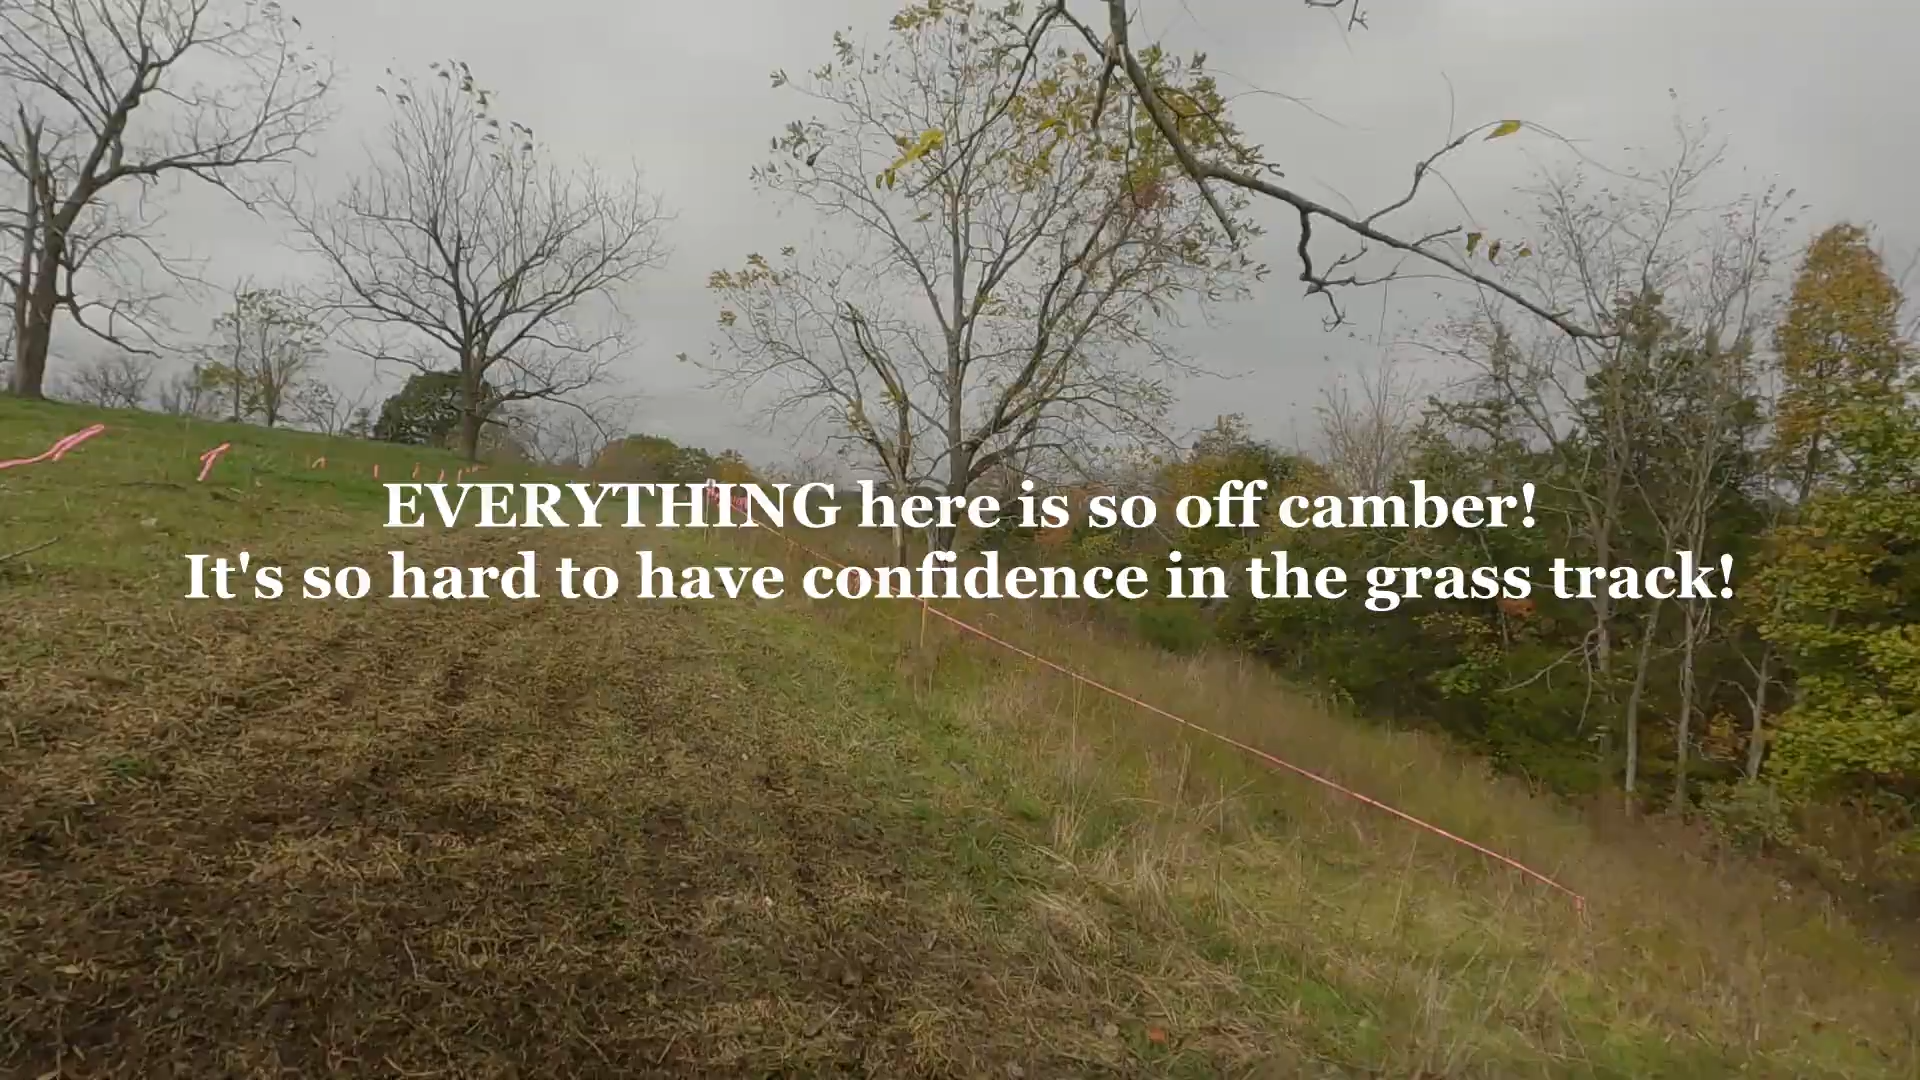 EVERYTHING here is so off camber!
It's so hard to have confidence in the grass track!